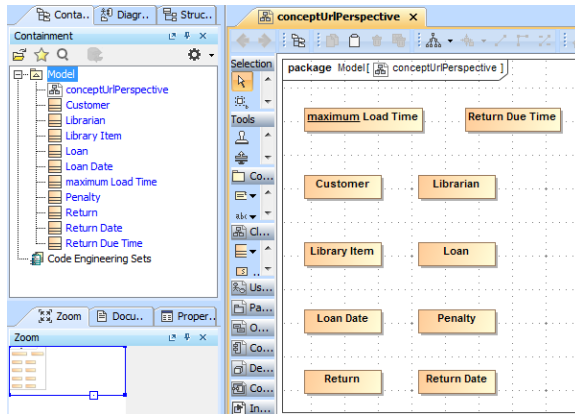 Conta..
Diagr..
Struc...
Containment
Model
conceptUrlPerspective
Customer
Librarian
Library Item
Loan
Loan Date
maximum Load Time
Penalty
Return
Return Date
Return Due Time
Code Engineering Sets
Zoom
Docu..
Proper..
Zoom
conceptUrlPerspective
Selection
Tools
Co...
abc
Cl...
Us...
Pa...
O...
Co...
De...
Co...
In...
package Model[ conceptUrlPerspective ]
maximum Load Time
Return Due Time
Customer
Librarian
Library Item
Loan
Loan Date
Penalty
Return
Return Date